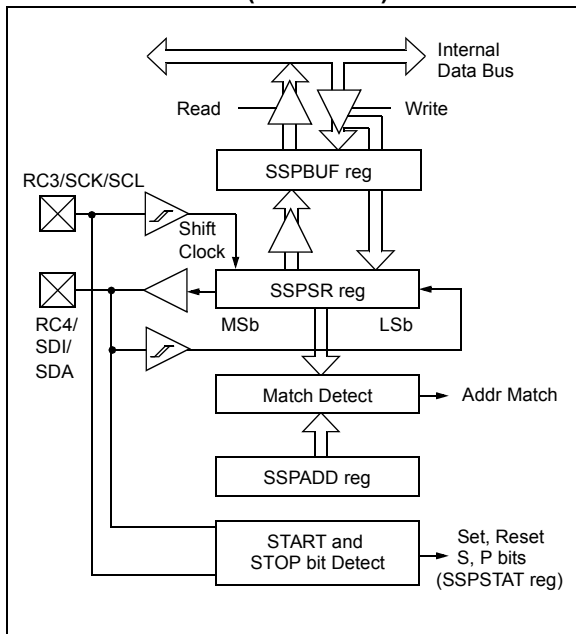 Internal
Data Bus
Read
Write
SSPBUF reg
RC3/SCK/SCL
Shift
Clock
SSPSR reg
MSb
LSb
RC4/
SDI/
SDA
Match Detect
Addr Match
SSPADD reg
START and
STOP bit Detect
Set, Reset
S, P bits
(SSPSTAT reg)